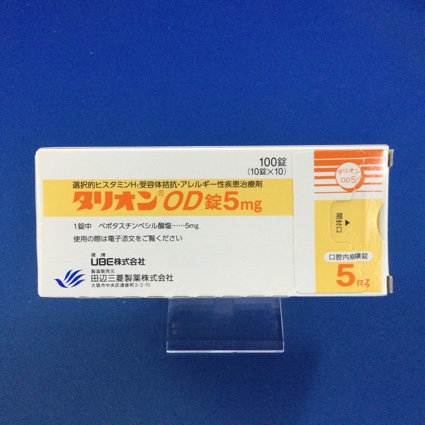 100錠
(10錠×10)
選択的ヒスタミンH₁受容体拮抗・アレルギー性疾患治療剤
タリオン®OD錠5mg
1錠中 ベポタスチンベシル酸塩……5mg
使用の際は電子添文をご覧ください
提携
UBE株式会社
製造販売元
田辺三菱製薬株式会社
大阪市中央区道修町3-2-10
タリオン
OD5
開封口
口腔内崩壊錠
5mg